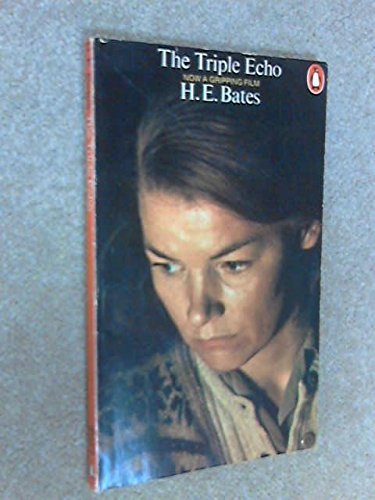 The Triple Echo
NOW A GRIPPING FILM
H. E. Bates